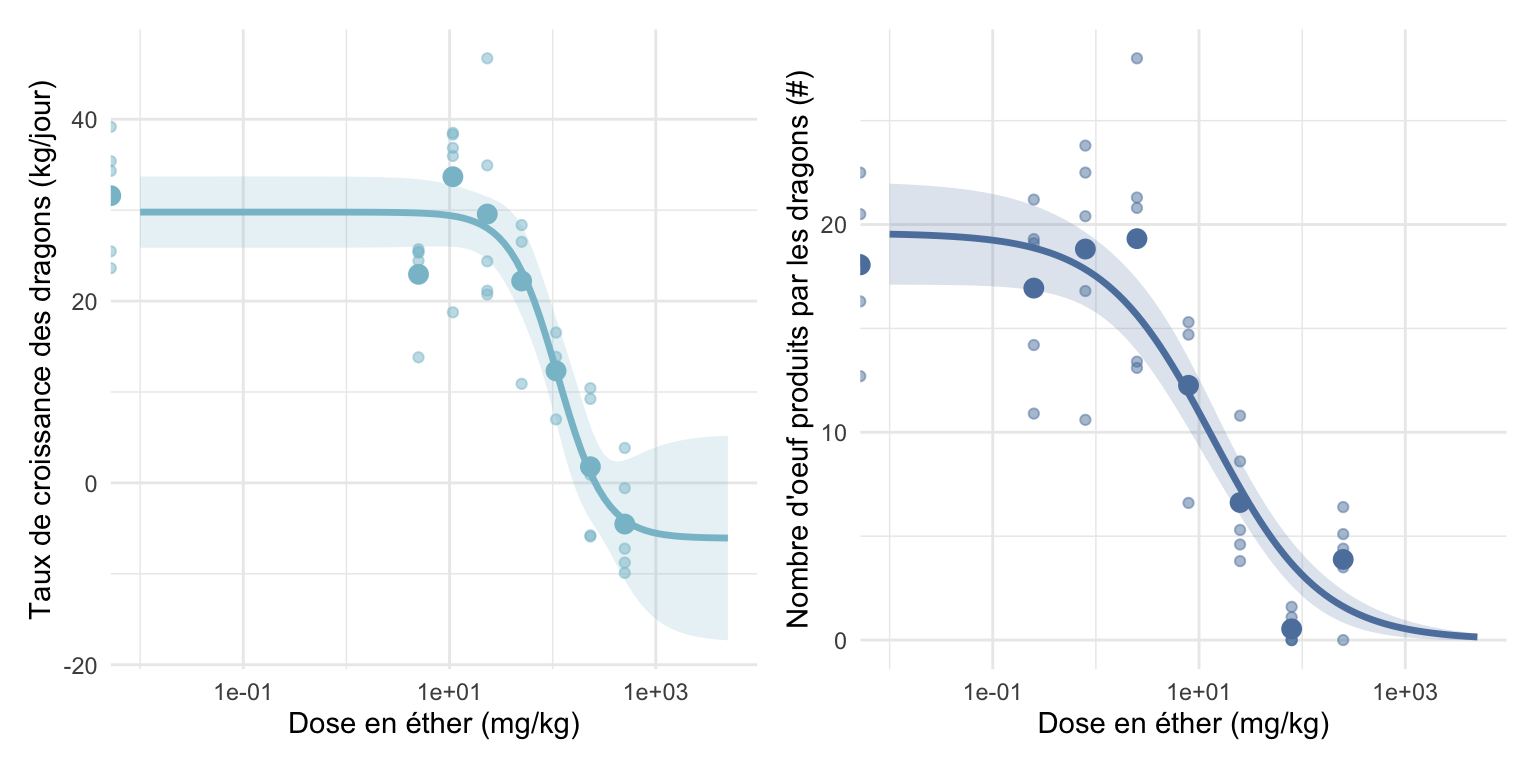 Taux de croissance des dragons (kg/jour)
40
20
0
-20
1e-01
1e+01
1e+03
Dose en éther (mg/kg)
Nombre d'oeuf produits par les dragons (#)
20
10
0
1e-01
1e+01
1e+03
Dose en éther (mg/kg)